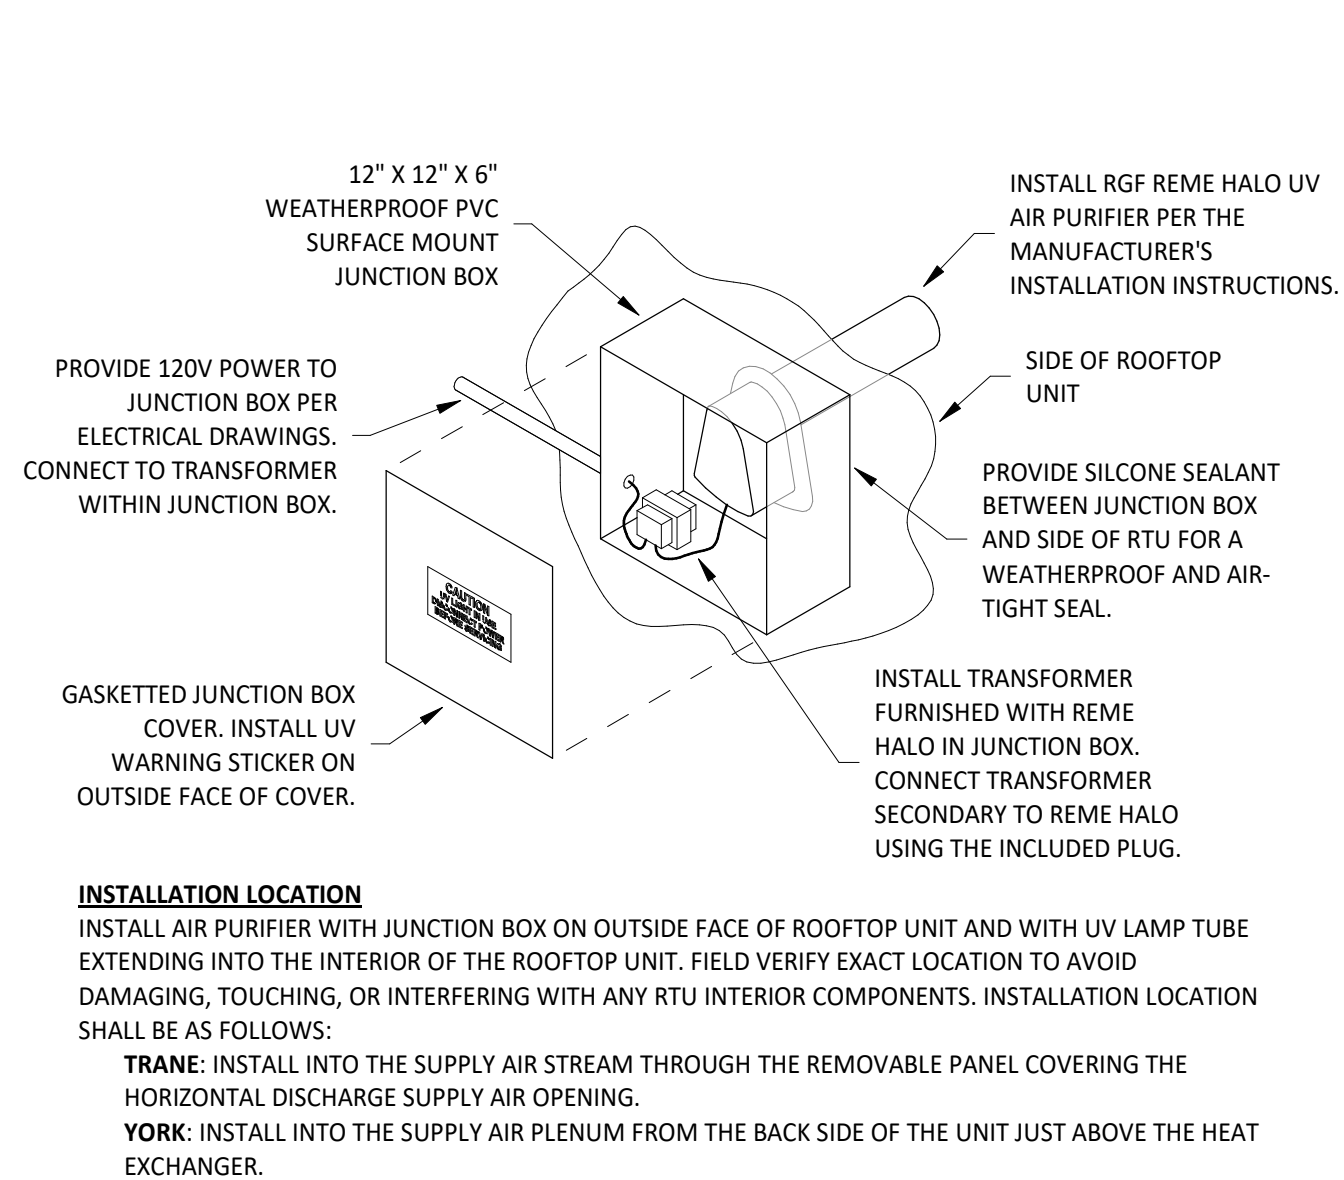 12" X 12" X 6"
WEATHERPROOF PVC
SURFACE MOUNT
JUNCTION BOX
INSTALL RGF REME HALO UV
AIR PURIFIER PER THE
MANUFACTURER'S
INSTALLATION INSTRUCTIONS.
PROVIDE 120V POWER TO
JUNCTION BOX PER
ELECTRICAL DRAWINGS.
CONNECT TO TRANSFORMER
WITHIN JUNCTION BOX.
SIDE OF ROOFTOP
UNIT
PROVIDE SILCONE SEALANT
BETWEEN JUNCTION BOX
AND SIDE OF RTU FOR A
WEATHERPROOF AND AIR-
TIGHT SEAL.
CAUTION
UV LIGHT IN USE
DISCONNECT POWER
BEFORE SERVICING
GASKETTED JUNCTION BOX
COVER. INSTALL UV
WARNING STICKER ON
OUTSIDE FACE OF COVER.
INSTALL TRANSFORMER
FURNISHED WITH REME
HALO IN JUNCTION BOX.
CONNECT TRANSFORMER
SECONDARY TO REME HALO
USING THE INCLUDED PLUG.
INSTALLATION LOCATION
INSTALL AIR PURIFIER WITH JUNCTION BOX ON OUTSIDE FACE OF ROOFTOP UNIT AND WITH UV LAMP TUBE
EXTENDING INTO THE INTERIOR OF THE ROOFTOP UNIT. FIELD VERIFY EXACT LOCATION TO AVOID
DAMAGING, TOUCHING, OR INTERFERING WITH ANY RTU INTERIOR COMPONENTS. INSTALLATION LOCATION
SHALL BE AS FOLLOWS:
TRANE: INSTALL INTO THE SUPPLY AIR STREAM THROUGH THE REMOVABLE PANEL COVERING THE
HORIZONTAL DISCHARGE SUPPLY AIR OPENING.
YORK: INSTALL INTO THE SUPPLY AIR PLENUM FROM THE BACK SIDE OF THE UNIT JUST ABOVE THE HEAT
EXCHANGER.